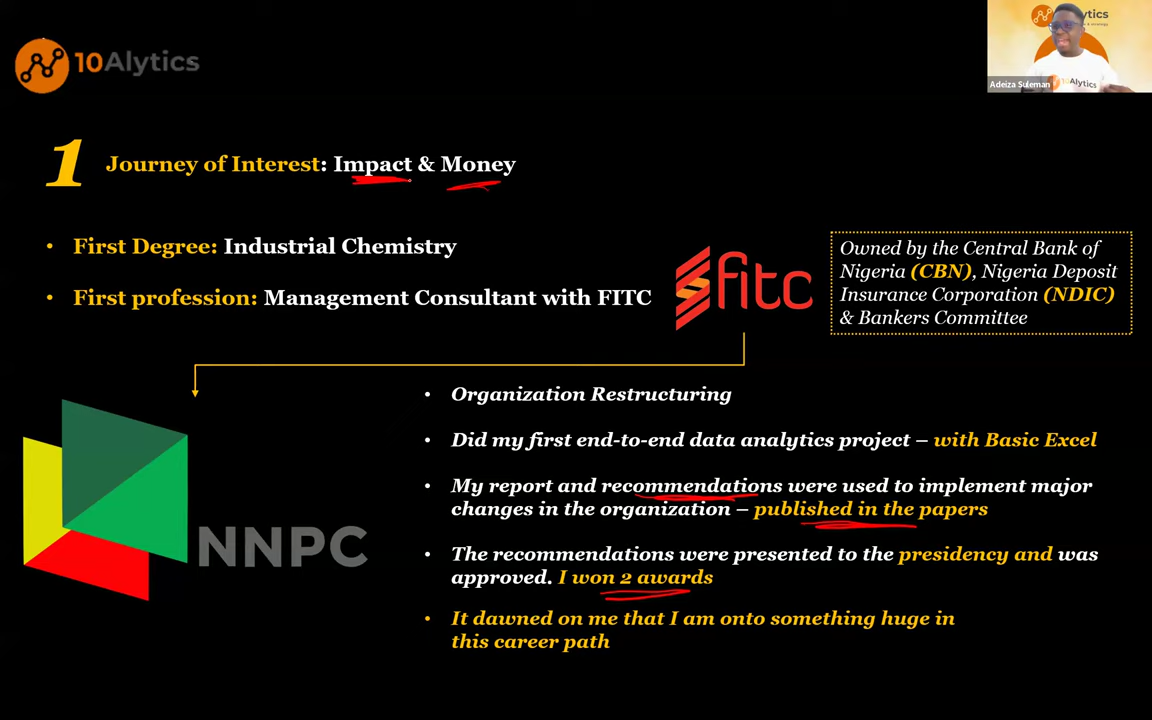 10Alytics
alytics
Adeiza Suleman
10Alytics
1
Journey of Interest: Impact & Money
• First Degree: Industrial Chemistry
• First profession: Management Consultant with FITC
fitc
Owned by the Central Bank of
Nigeria (CBN), Nigeria Deposit
Insurance Corporation (NDIC)
& Bankers Committee
• Organization Restructuring
• Did my first end-to-end data analytics project – with Basic Excel
• My report and recommendations were used to implement major
changes in the organization – published in the papers
• The recommendations were presented to the presidency and was
approved. I won 2 awards
• It dawned on me that I am onto something huge in
this career path
NNPC